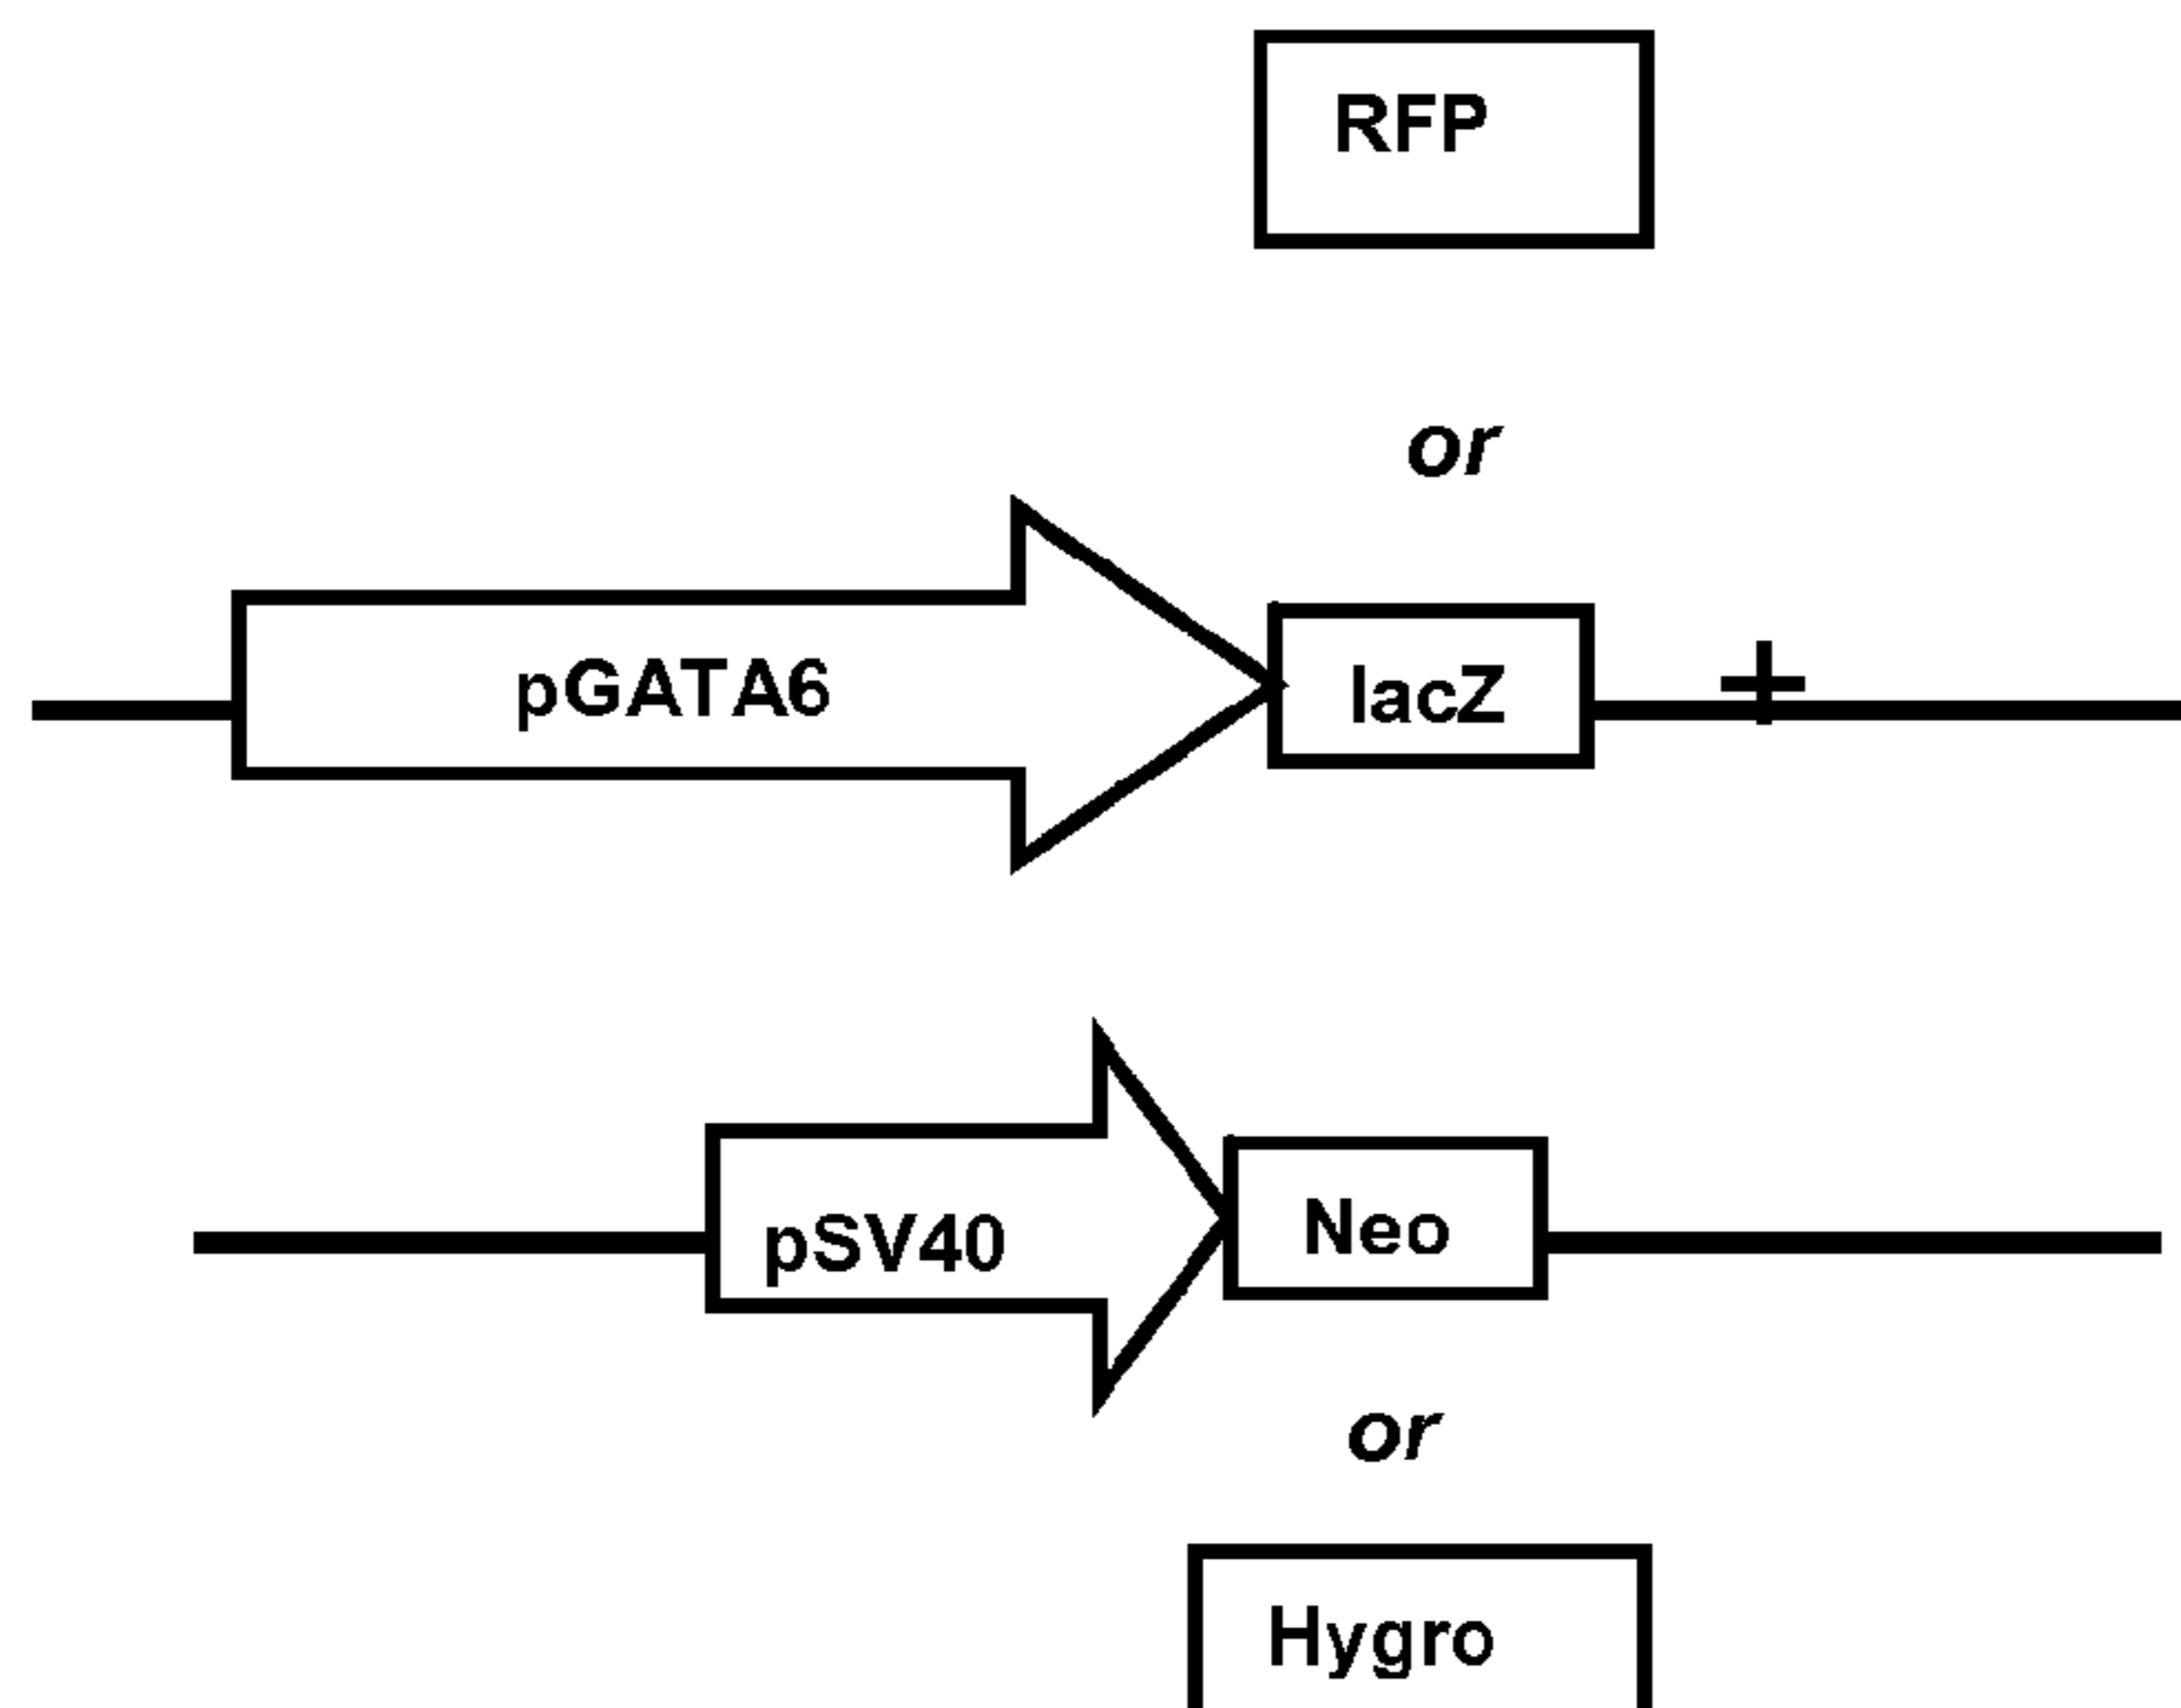 RFP
or
pGATA6
lacZ
+
pSV40
Neo
or
Hygro